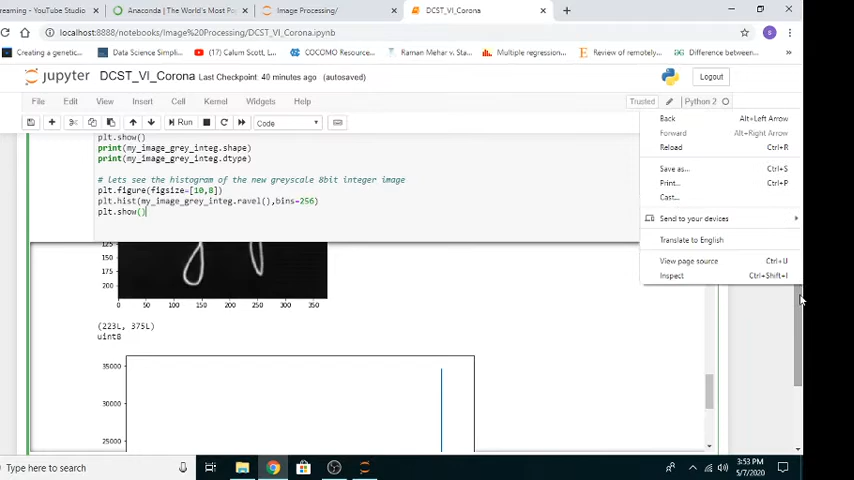 reaming - YouTube Studio
Anaconda | The World's Most Po
Image Processing/
DCST_VI_Corona
localhost:8888/notebooks/Image%20Processing/DCST_VI_Corona.ipynb
Creating a genetic...
Data Science Simpli...
(2) Calum Scott, L...
COCOMO Resource...
Raman Mehar vs. M...
Multiple regression...
Review of remotely...
Difference between...
jupyter DCST_VI_Corona Last Checkpoint: 40 minutes ago (autosaved)
Logout
File Edit View Insert Cell Kernel Widgets Help
Trusted
Python 2
Run
Code
plt.show()
print(my_image_grey_integ.shape)
print(my_image_grey_integ.dtype)
# lets see the histogram of the new greyscale 8bit integer image
plt.figure(figsize=[10,8])
plt.hist(my_image_grey_integ.ravel(),bins=256)
plt.show()
Back Alt+Left Arrow
Forward Alt+Right Arrow
Reload Ctrl+R
Save as... Ctrl+S
Print... Ctrl+P
Cast...
Send to your devices
Translate to English
View page source Ctrl+U
Inspect Ctrl+Shift+I
125
150
175
200
0 50 100 150 200 250 300 350
(223L, 375L)
uint8
35000
30000
25000
Type here to search
3:53 PM
5/7/2020